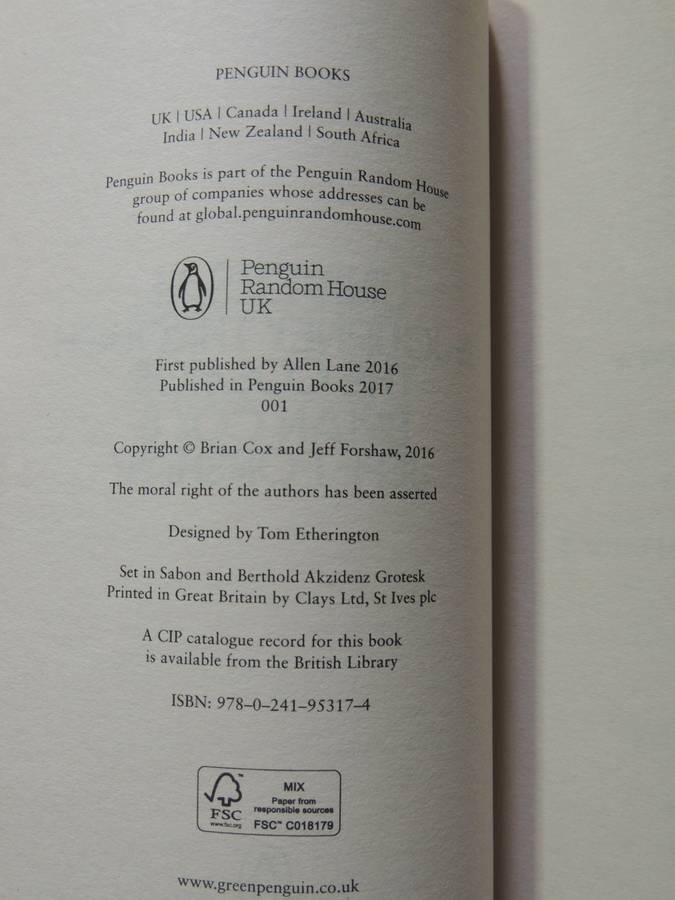 PENGUIN BOOKS
UK | USA | Canada | Ireland | Australia
India | New Zealand | South Africa
Penguin Books is part of the Penguin Random House
group of companies whose addresses can be
found at global.penguinrandomhouse.com
Penguin
Random House
UK
First published by Allen Lane 2016
Published in Penguin Books 2017
001
Copyright © Brian Cox and Jeff Forshaw, 2016
The moral right of the authors has been asserted
Designed by Tom Etherington
Set in Sabon and Berthold Akzidenz Grotesk
Printed in Great Britain by Clays Ltd, St Ives plc
A CIP catalogue record for this book
is available from the British Library
ISBN: 978–0–241–95317–4
MIX
Paper from
responsible sources
FSC™ C018179
FSC
www.fsc.org
www.greenpenguin.co.uk